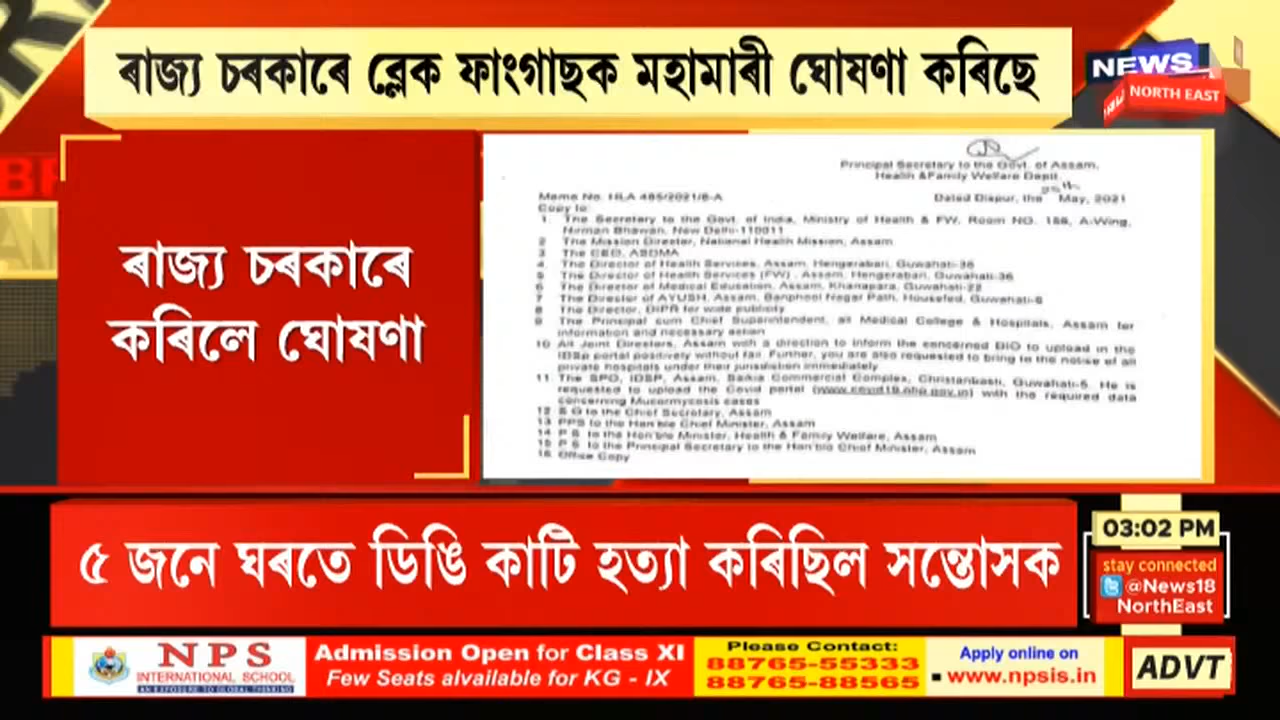 ৰাজ্য চৰকাৰে ব্লেক ফাংগাছক মহামাৰী ঘোষণা কৰিছে
NEWS
NORTH EAST
ৰাজ্য চৰকাৰে
কৰিলে ঘোষণা
Principal Secretary to the Govt. of Assam,
Health & Family Welfare Deptt.
Memo No. HLA 485/2021/8-A
Dated Dispur, the May, 2021
Copy to:
1. The Secretary to the Govt. of India, Ministry of Health & FW, Room NO. 156, A-Wing,
Nirman Bhawan, New Delhi-110011
2 The Mission Director, National Health Mission, Assam
3 The CEO, ASDMA
4. The Director of Health Services, Assam, Hengerabari, Guwahati-36
5 The Director of Health Services (FW), Assam, Hengerabari, Guwahati-36
6 The Director of Medical Education, Assam, Khanapara, Guwahati-22
7 The Director of AYUSH, Assam, Banphool Nagar Path, Housefed, Guwahati-6
8 The Director, DIPR for wide publicity
9 The Principal cum Chief Superintendent, all Medical College & Hospitals, Assam for
information and necessary action
10 All Joint Directors, Assam with a direction to inform the concerned BIO to upload in the
IDSp portal positively without fail. Further, you are also requested to bring to the notice of all
private hospitals under their jurisdiction immediately
11 The SPO, IDSP, Assam, Saikia Commercial Complex, Christanbasti, Guwahati-5. He is
requested to upload the Covid portal (www.covid19.nhp.gov.in) with the required data
concerning Mucormycosis cases
12 S O to the Chief Secretary, Assam
13 PPS to the Hon'ble Chief Minister, Assam
14 P S to the Hon'ble Minister, Health & Family Welfare, Assam
15 P S to the Principal Secretary to the Hon'ble Chief Minister, Assam
16 Office Copy
৫ জনে ঘৰতে ডিঙি কাটি হত্যা কৰিছিল সন্তোসক
03:02 PM
stay connected
@News18
NorthEast
NPS
INTERNATIONAL SCHOOL
AN EXPOSURE TO GLOBAL THINKING
Admission Open for Class XI
Few Seats alvailable for KG - IX
Please Contact:
88765-55333
88765-88565
Apply online on
www.npsis.in
ADVT